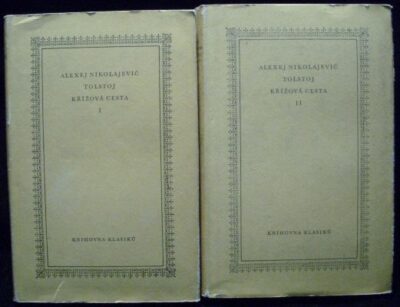 ALEXEJ NIKOLAJEVIČ
TOLSTOJ
KŘÍŽOVÁ CESTA
I
KNIHOVNA KLASIKŮ
ALEXEJ NIKOLAJEVIČ
TOLSTOJ
KŘÍŽOVÁ CESTA
II
KNIHOVNA KLASIKŮ